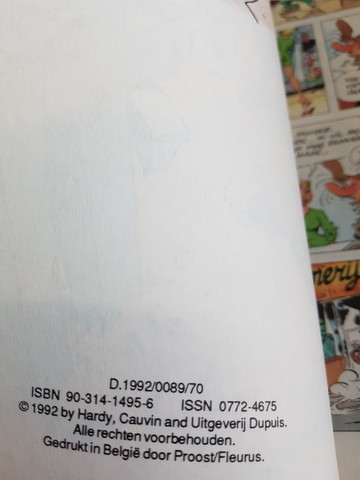 D.1992/0089/70
ISBN 90-314-1495-6 ISSN 0772-4675
© 1992 by Hardy, Cauvin and Uitgeverij Dupuis.
Alle rechten voorbehouden.
Gedrukt in België door Proost/Fleurus.